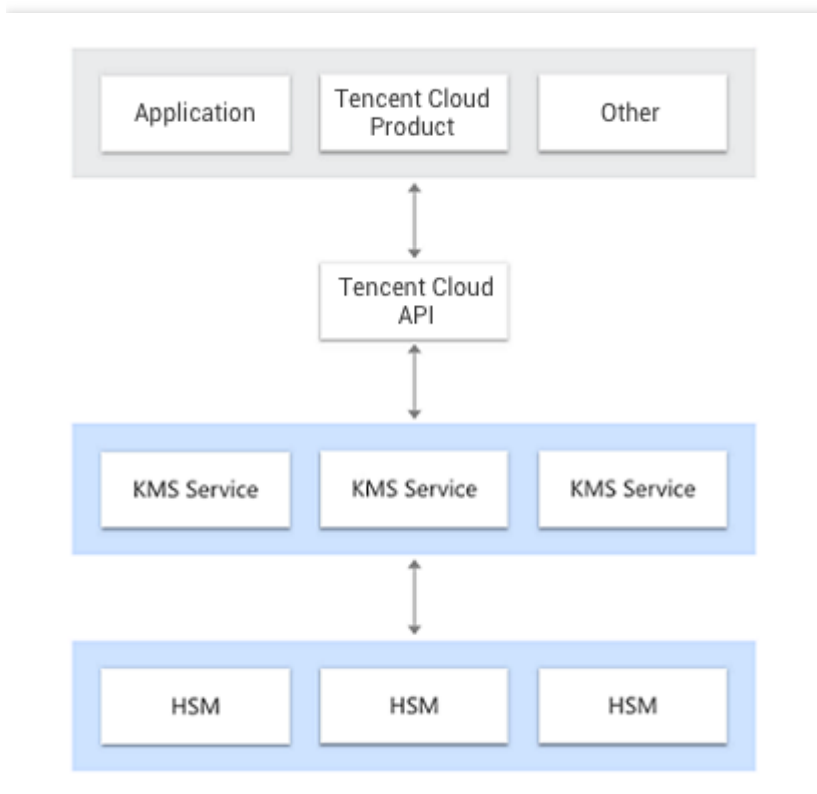 Application
Tencent Cloud
Product
Other
Tencent Cloud
API
KMS Service
KMS Service
KMS Service
HSM
HSM
HSM